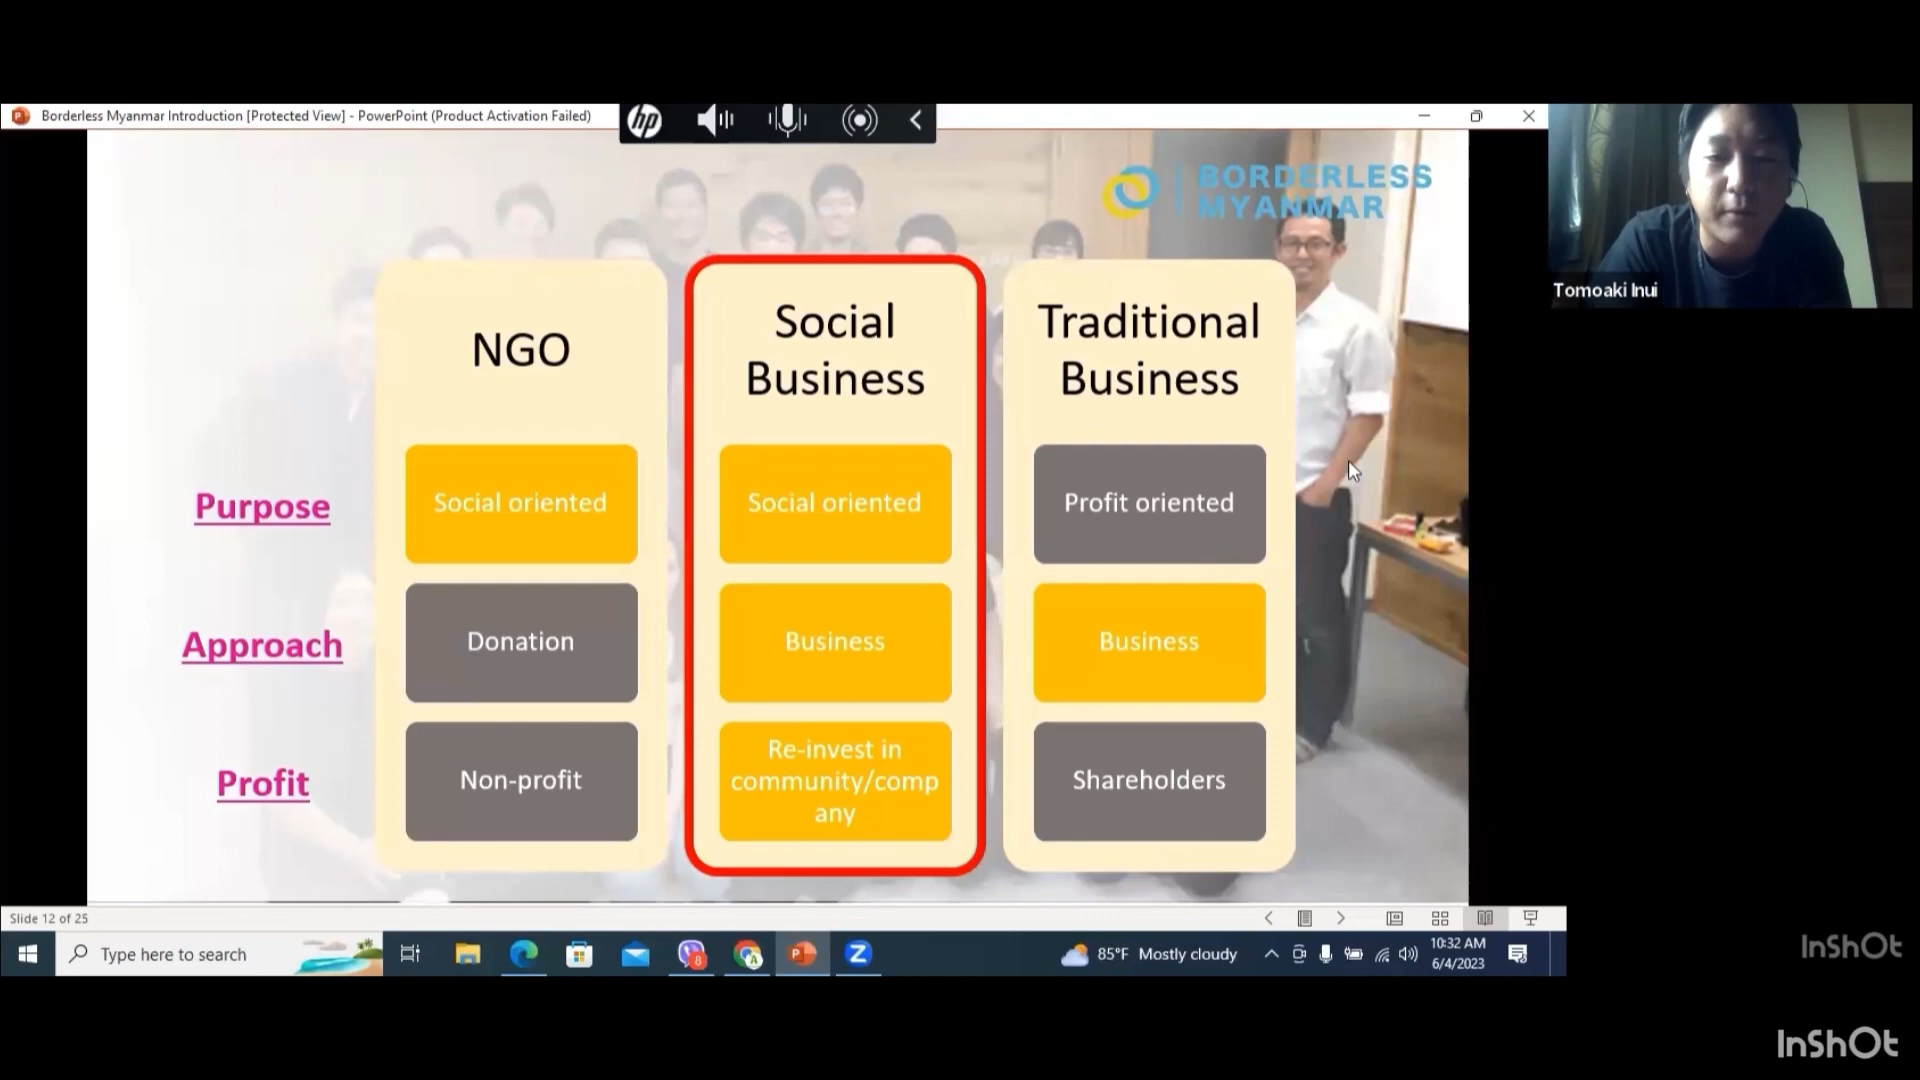 Borderless Myanmar Introduction [Protected View] - PowerPoint (Product Activation Failed)
hp
BORDERLESS
MYANMAR
Tomoaki Inui
NGO
Social
Business
Traditional
Business
Purpose
Social oriented
Social oriented
Profit oriented
Approach
Donation
Business
Business
Profit
Non-profit
Re-invest in
community/comp
any
Shareholders
Slide 12 of 25
Type here to search
8
A
P
Z
85°F Mostly cloudy
10:32 AM
6/4/2023
InShOt
InShOt